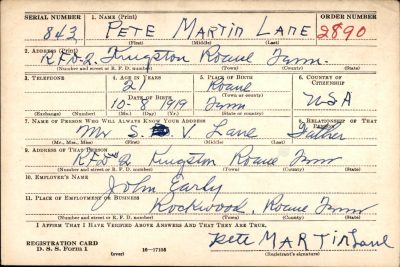 SERIAL NUMBER 1. NAME (Print) ORDER NUMBER
843 PETE MARTIN LANE 2890
(First) (Middle) (Last)
2. ADDRESS (Print)
R.F.D. 2. Kingston Roane Tenn.
(Number and street or R. F. D. number) (Town) (County) (State)
3. TELEPHONE 4. AGE IN YEARS 5. PLACE OF BIRTH 6. COUNTRY OF CITIZENSHIP
21 Roane
DATE OF BIRTH (Town or county)
10-8-1919 Tenn USA
(Exchange) (Number) (Mo.) (Day) (Yr.) (State or country)
7. NAME OF PERSON WHO WILL ALWAYS KNOW YOUR ADDRESS 8. RELATIONSHIP OF THAT PERSON
Mr S. V Lane Father
(Mr., Mrs., Miss) (First) (Middle) (Last)
9. ADDRESS OF THAT PERSON
R.F.D. 2 Kingston Roane Tenn
(Number and street or R. F. D. number) (Town) (County) (State)
10. EMPLOYER'S NAME
John Early
11. PLACE OF EMPLOYMENT OR BUSINESS
Rockwood, Roane Tenn
(Number and street or R. F. D. number) (Town) (County) (State)
I AFFIRM THAT I HAVE VERIFIED ABOVE ANSWERS AND THAT THEY ARE TRUE.
REGISTRATION CARD
D. S. S. Form 1 (over) 16-17105 Pete MARTIN Lane
(Registrant's signature)